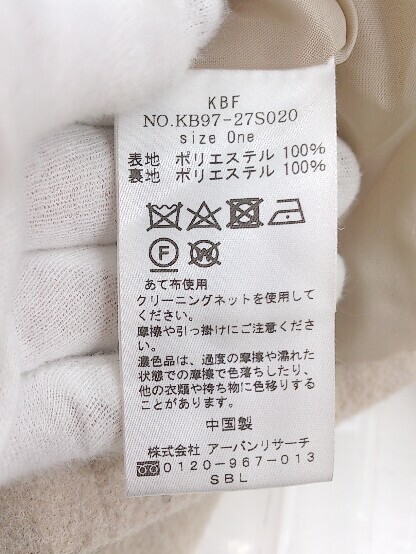 KBF
NO.KB97-27S020
size One
表地 ポリエステル 100%
裏地 ポリエステル 100%
F W
あて布使用
クリーニングネットを使用して
ください。
摩擦や引っ掛けにご注意くださ
い。
濃色品は、過度の摩擦や濡れた
状態での摩擦で色落ちしたり、
他の衣類や持ち物に色移りする
ことがあります。
中国製
株式会社 アーバンリサーチ
0120-967-013
SBL